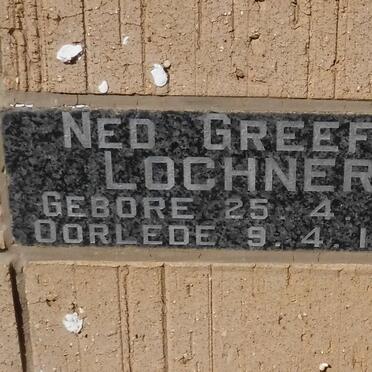 NED GREEF
LOCHNER
GEBORE 25. 4.
OORLEDE 9. 4. 1